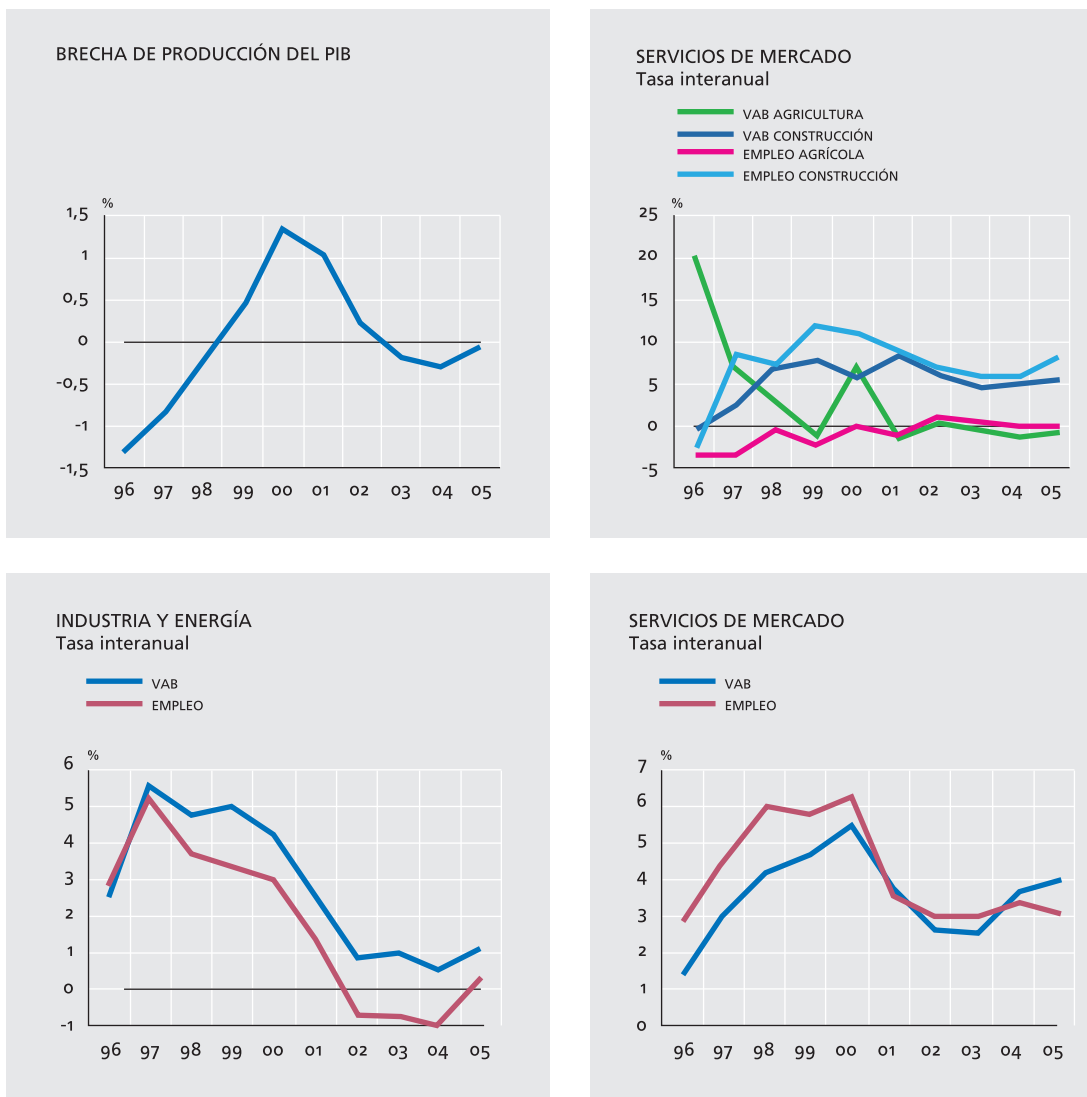 BRECHA DE PRODUCCIÓN DEL PIB
%
1,5
1
0,5
0
-0,5
-1
-1,5
96 97 98 99 00 01 02 03 04 05
SERVICIOS DE MERCADO
Tasa interanual
VAB AGRICULTURA
VAB CONSTRUCCIÓN
EMPLEO AGRÍCOLA
EMPLEO CONSTRUCCIÓN
%
25
20
15
10
5
0
-5
96 97 98 99 00 01 02 03 04 05
INDUSTRIA Y ENERGÍA
Tasa interanual
VAB
EMPLEO
%
6
5
4
3
2
1
0
-1
96 97 98 99 00 01 02 03 04 05
SERVICIOS DE MERCADO
Tasa interanual
VAB
EMPLEO
%
7
6
5
4
3
2
1
0
96 97 98 99 00 01 02 03 04 05